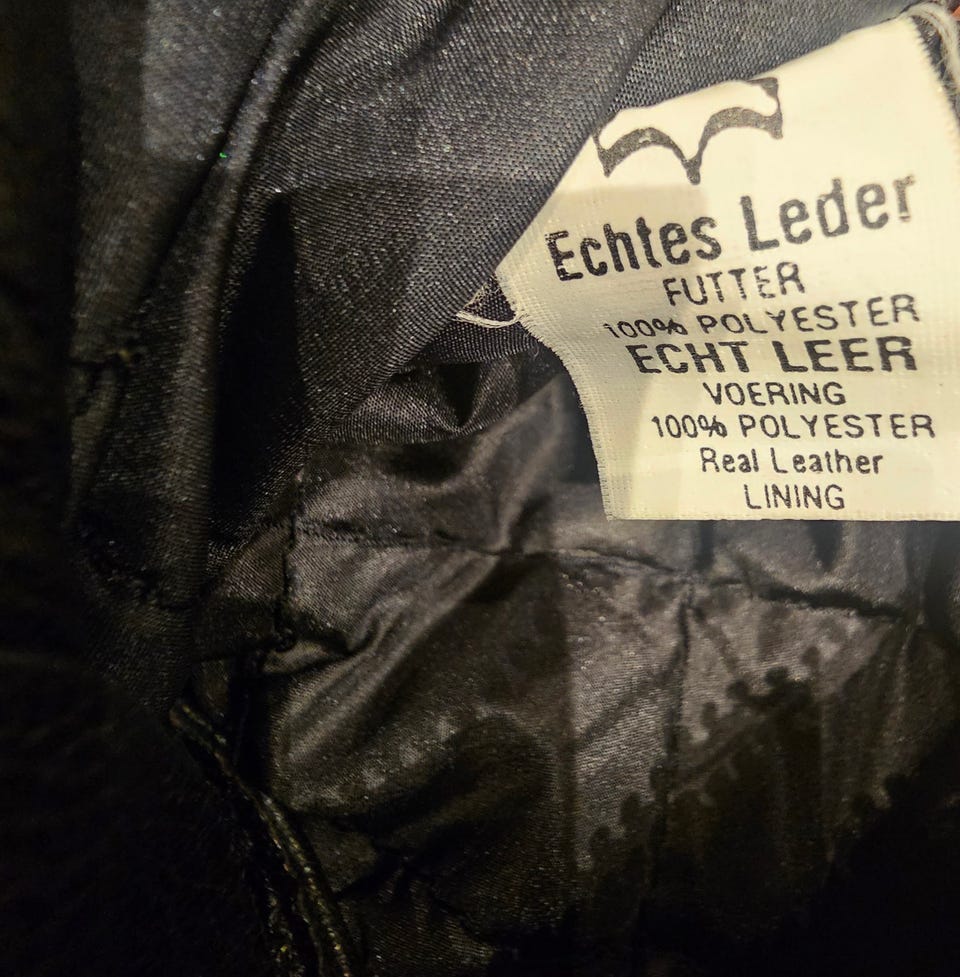 Echtes Leder
FUTTER
100% POLYESTER
ECHT LEER
VOERING
100% POLYESTER
Real Leather
LINING